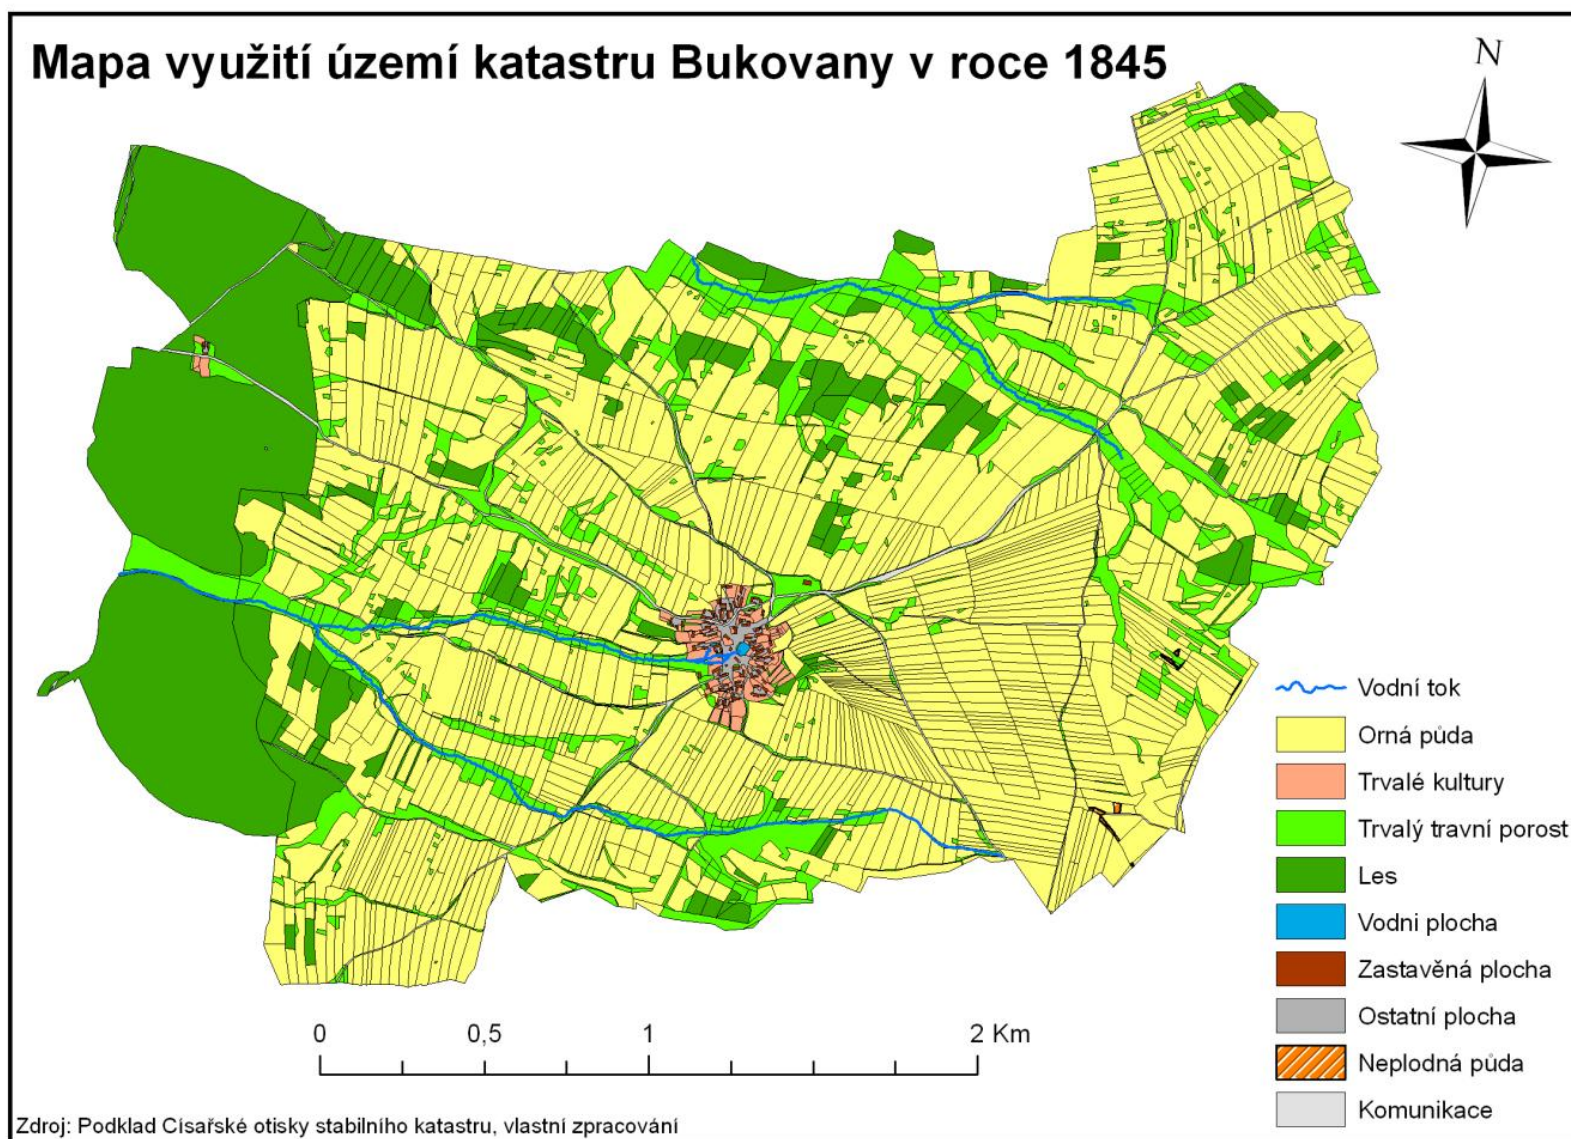 Mapa využití území katastru Bukovany v roce 1845
N
Vodní tok
Orná půda
Trvalé kultury
Trvalý travní porost
Les
Vodni plocha
Zastavěná plocha
Ostatní plocha
Neplodná půda
Komunikace
0 0,5 1 2 Km
Zdroj: Podklad Císařské otisky stabilního katastru, vlastní zpracování